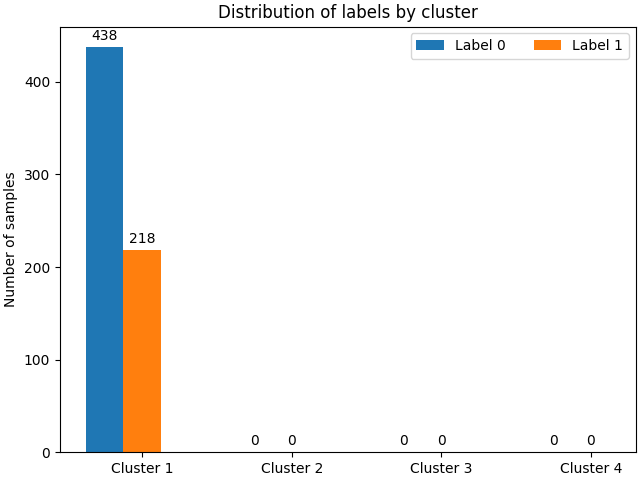 Distribution of labels by cluster
438
Label 0
Label 1
400
300
218
200
100
0
0 0 0 0 0 0
Cluster 1 Cluster 2 Cluster 3 Cluster 4
Number of samples